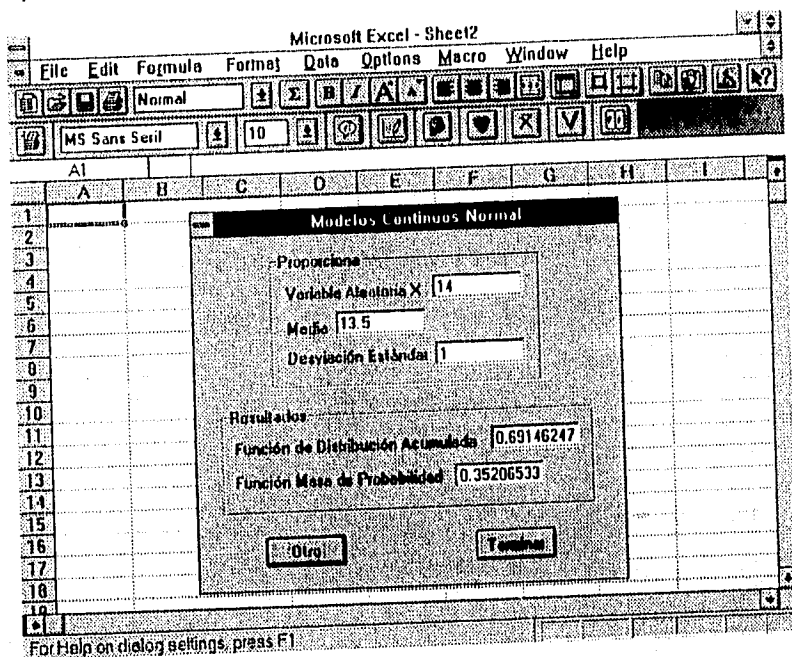 Microsoft Excel - Sheet2
File Edit Formula Format Data Options Macro Window Help
Normal Σ B I A A
MS Sans Serif 10
A1
A B C D E F G H I
1
2
3
4
5
6
7
8
9
10
11
12
13
14
15
16
17
18
19
Modelos Continuos Normal
Proporcione
Variable Aleatoria X 14
Media 13.5
Desviación Estándar 1
Resultados
Función de Distribución Acumulada 0.69146247
Función Masa de Probabilidad 0.35206533
Otro Terminar
For Help on dialog settings, press F1